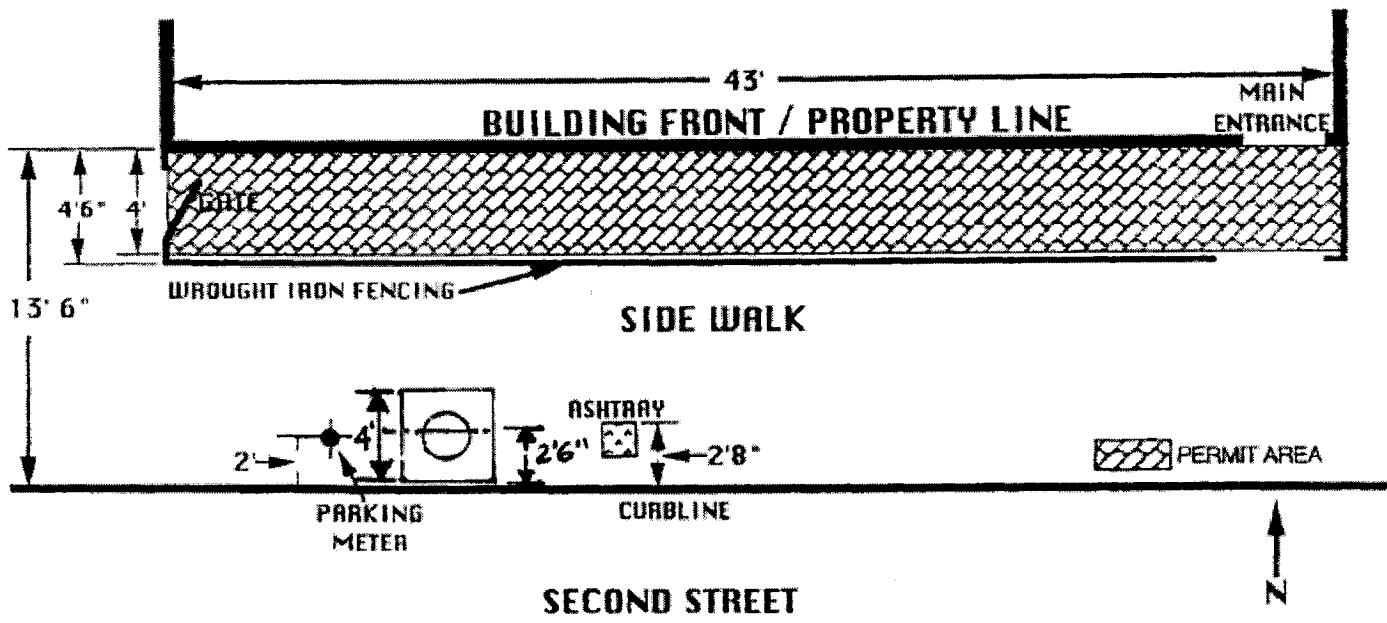 43'
MAIN
ENTRANCE
BUILDING FRONT / PROPERTY LINE
4'6"
4'
GATE
WROUGHT IRON FENCING
13' 6"
SIDE WALK
ASHTRAY
4'
2'6"
2'8"
2'
PERMIT AREA
PARKING
METER
CURBLINE
SECOND STREET
N